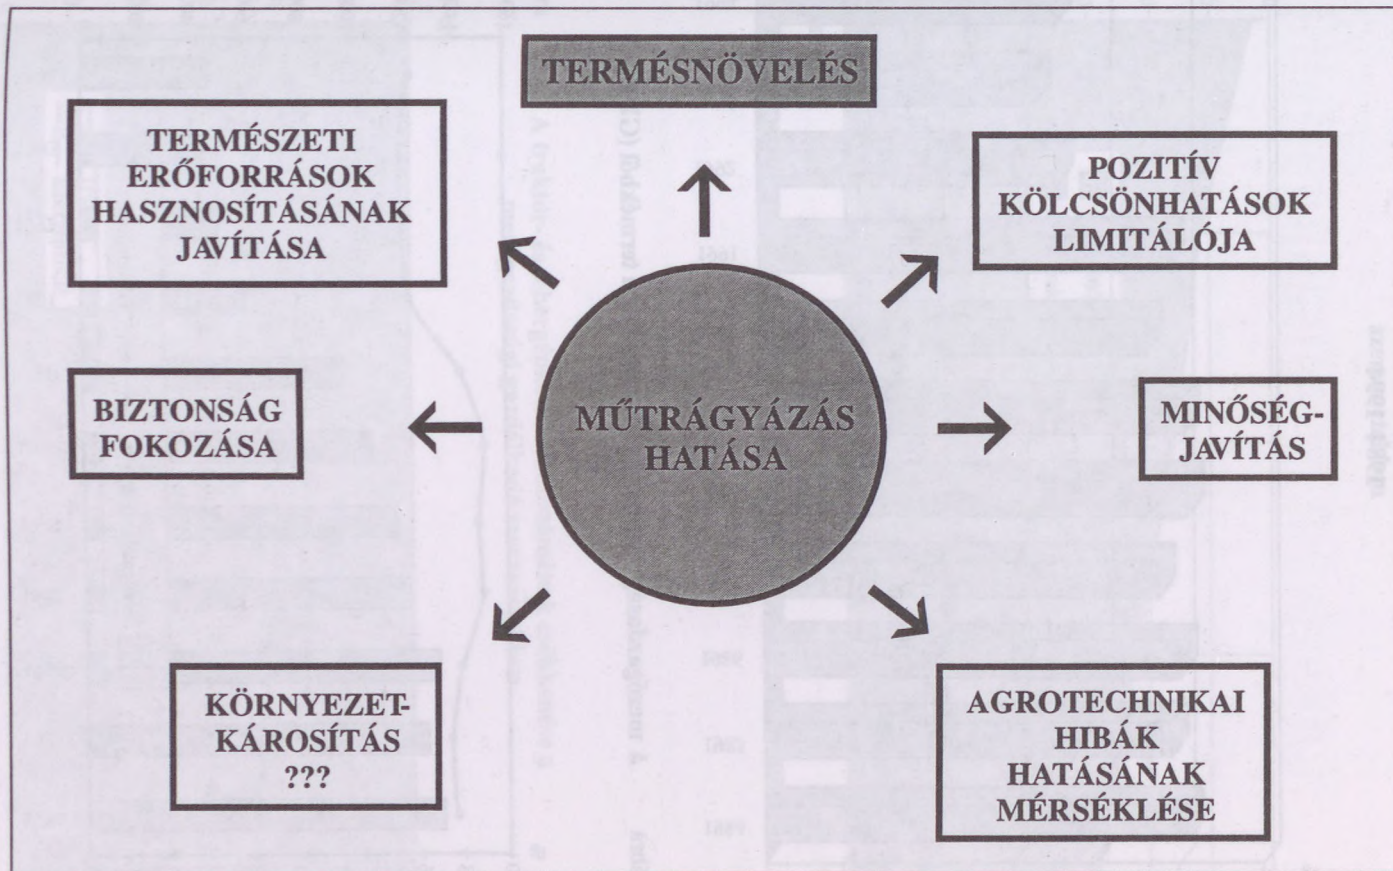 TERMÉSNÖVELÉS
TERMÉSZETI
ERŐFORRÁSOK
HASZNOSÍTÁSÁNAK
JAVÍTÁSA
POZITÍV
KÖLCSÖNHATÁSOK
LIMITÁLÓJA
BIZTONSÁG
FOKOZÁSA
MŰTRÁGYÁZÁS
HATÁSA
MINŐSÉG-
JAVÍTÁS
KÖRNYEZET-
KÁROSÍTÁS
???
AGROTECHNIKAI
HIBÁK
HATÁSÁNAK
MÉRSÉKLÉSE